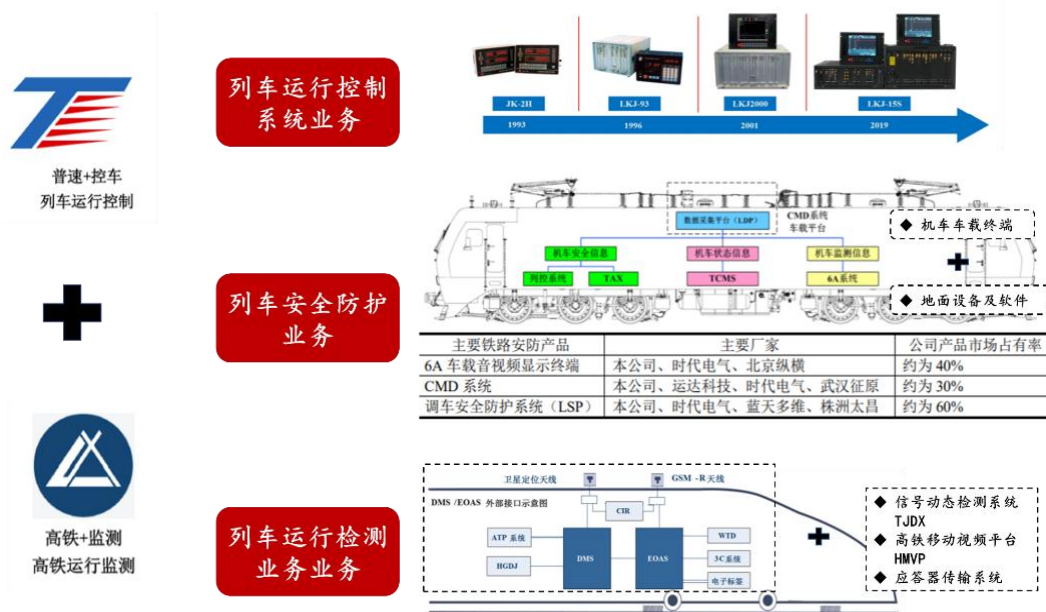 普速+控车
列车运行控制
高铁+监测
高铁运行监测
列车运行控制
系统业务
JK-2H
LKJ-93
LKJ2000
LKJ-15S
1993
1996
2001
2019
列车安全防护
业务
数据采集平台（LDP）
CMD系统
车载平台
机车安全信息
机车状态信息
机车监测信息
列控系统
TAX
TCMS
6A系统
◆ 机车车载终端
◆ 地面设备及软件
主要铁路安防产品 主要厂家 公司产品市场占有率
6A 车载音视频显示终端 本公司、时代电气、北京纵横 约为 40%
CMD 系统 本公司、运达科技、时代电气、武汉征原 约为 30%
调车安全防护系统（LSP） 本公司、时代电气、蓝天多维、株洲太昌 约为 60%
列车运行检测
业务业务
卫星定位天线
GSM -R 天线
DMS /EOAS 外部接口示意图
CIR
ATP 系统
HGDJ
DMS
EOAS
WTD
3C系统
电子标签
◆ 信号动态检测系统
TJDX
◆ 高铁移动视频平台
HMVP
◆ 应答器传输系统